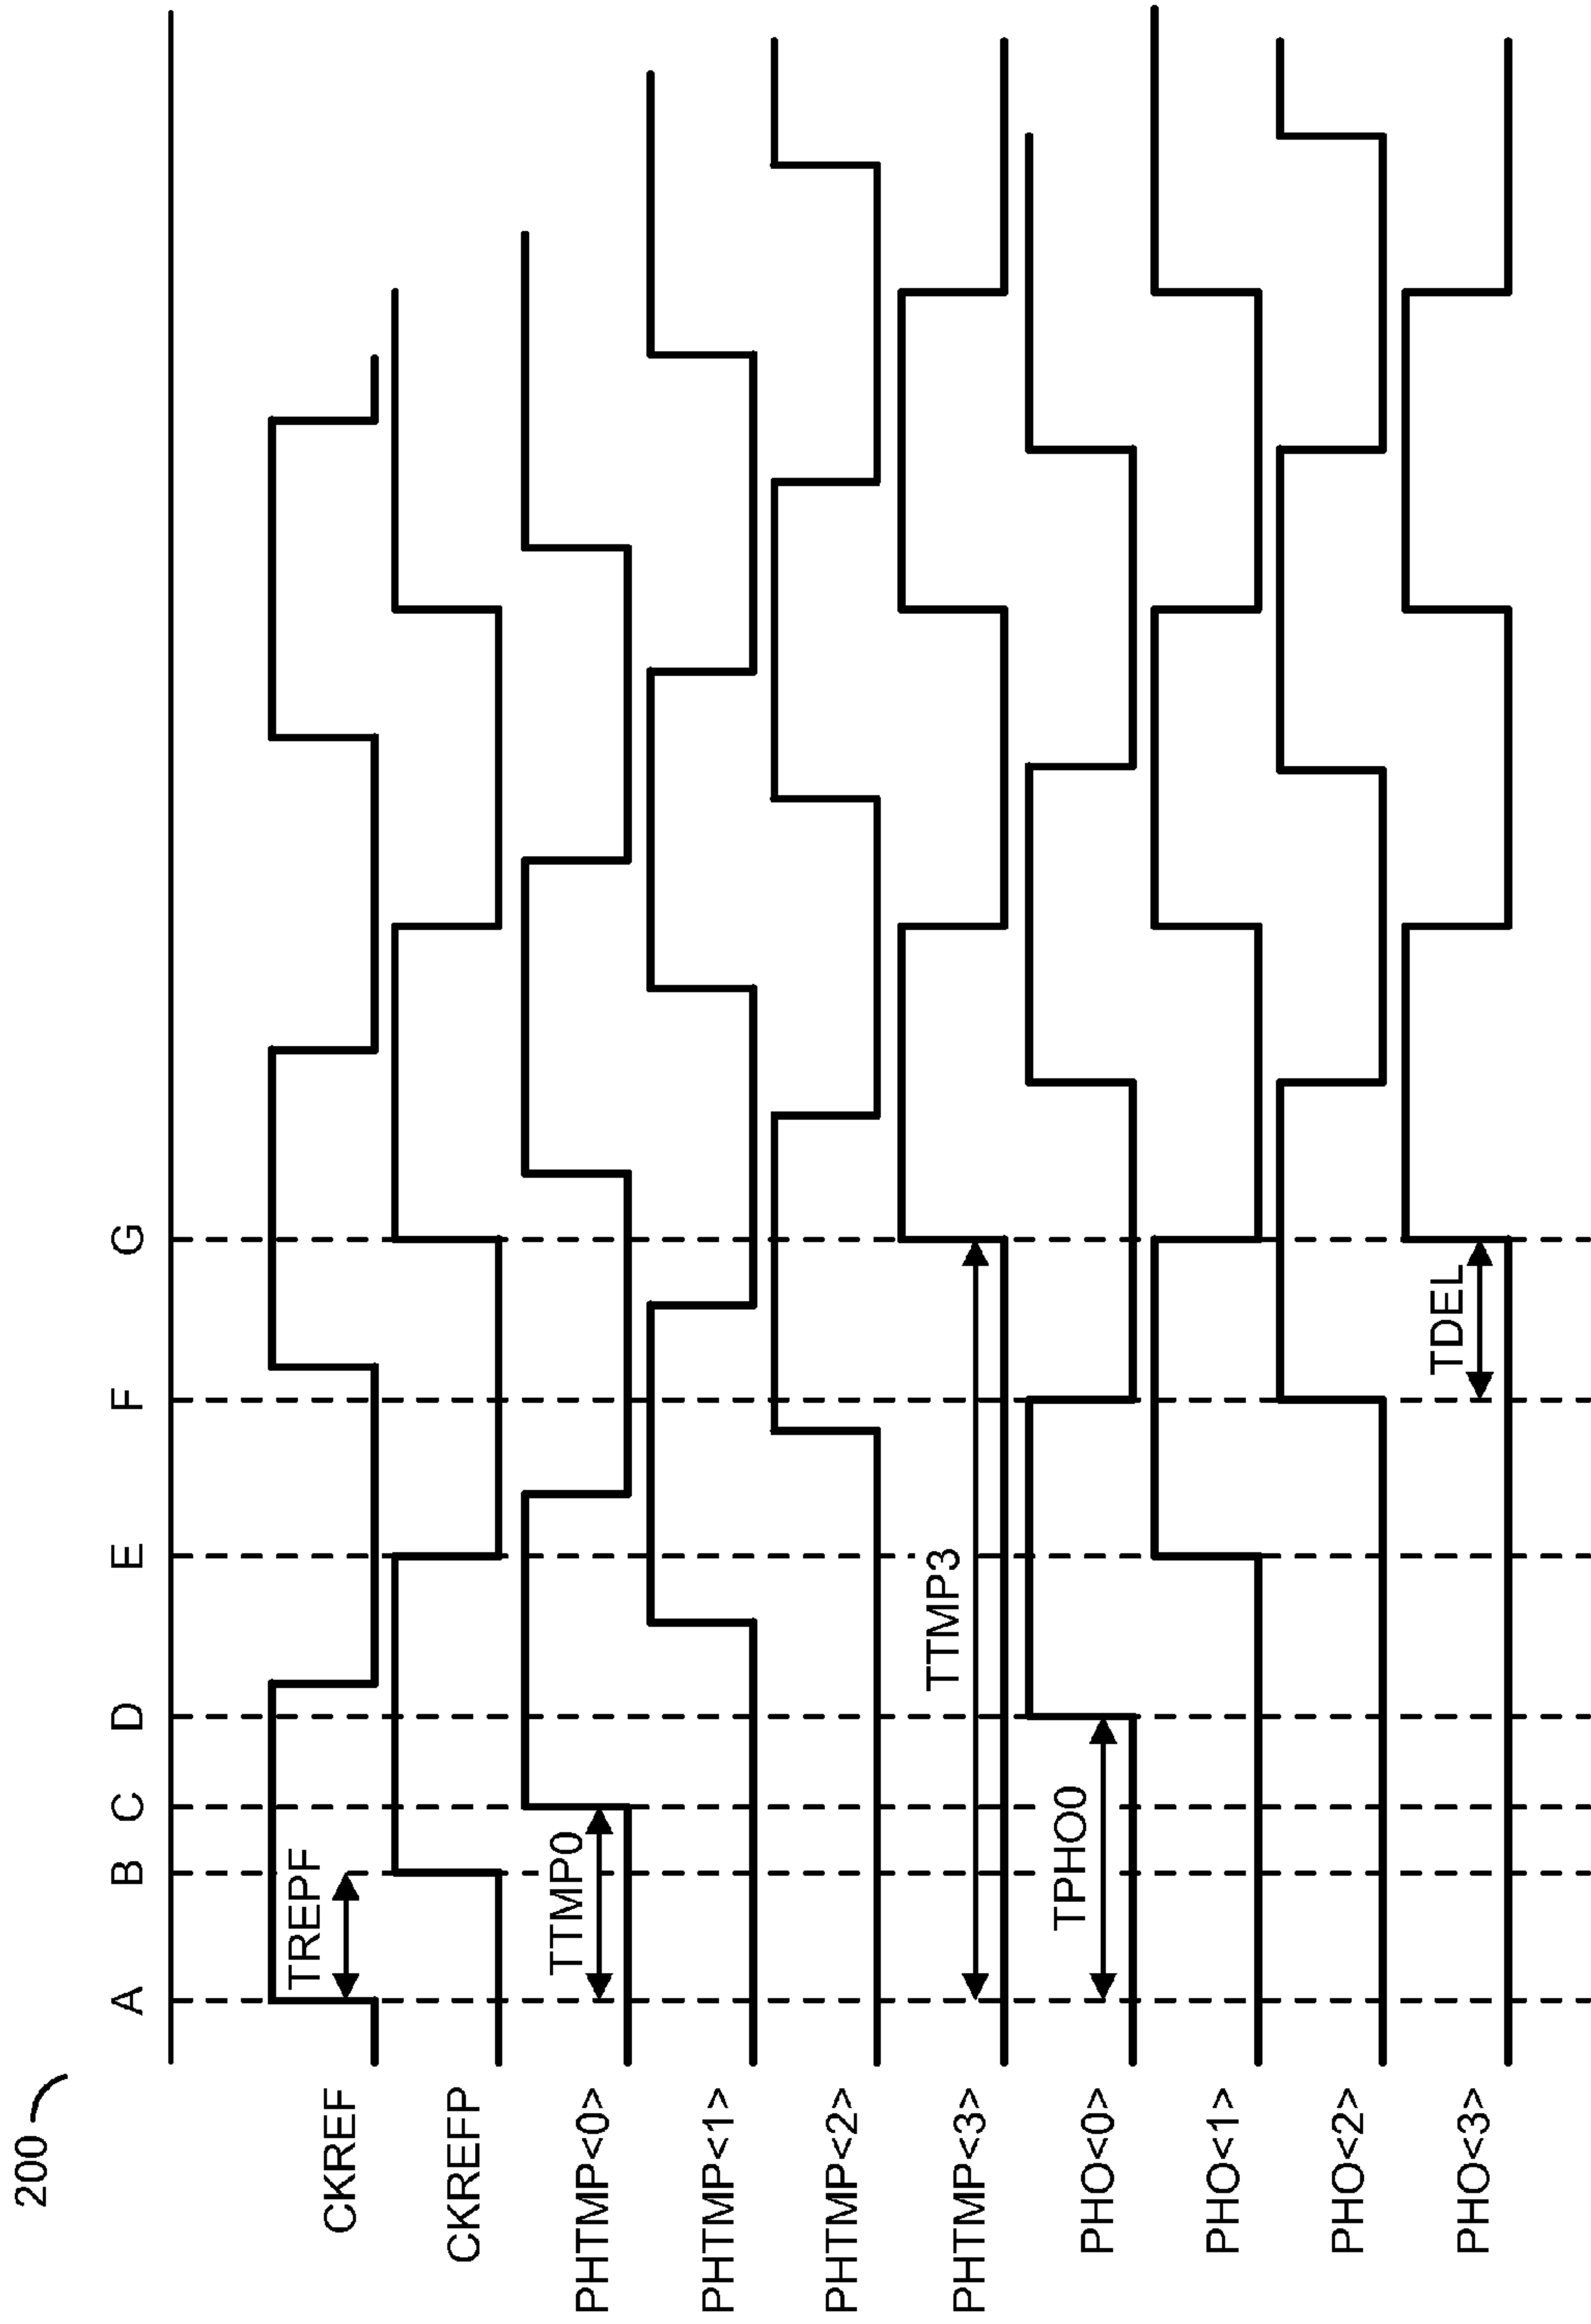 200
A B C D E F G
CKREF
TREPF
CKREFP
PHTMP<0>
TTMP0
PHTMP<1>
PHTMP<2>
PHTMP<3>
TTMP3
PHO<0>
TPHO0
PHO<1>
PHO<2>
PHO<3>
TDEL